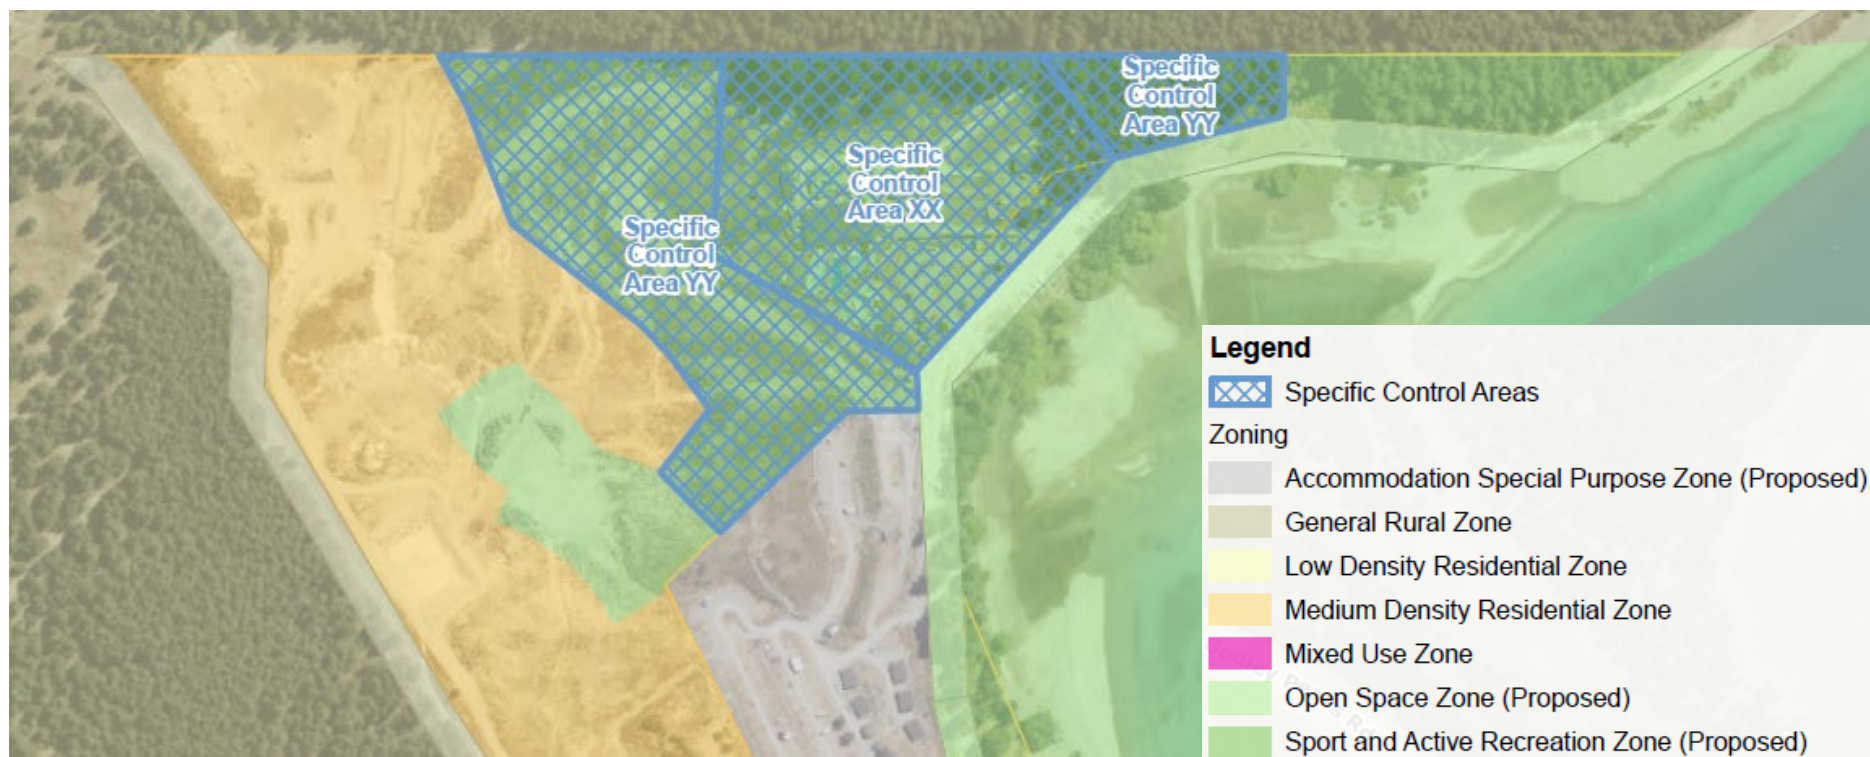 Specific
Control
Area YY
Specific
Control
Area XX
Specific
Control
Area YY
Legend
Specific Control Areas
Zoning
Accommodation Special Purpose Zone (Proposed)
General Rural Zone
Low Density Residential Zone
Medium Density Residential Zone
Mixed Use Zone
Open Space Zone (Proposed)
Sport and Active Recreation Zone (Proposed)